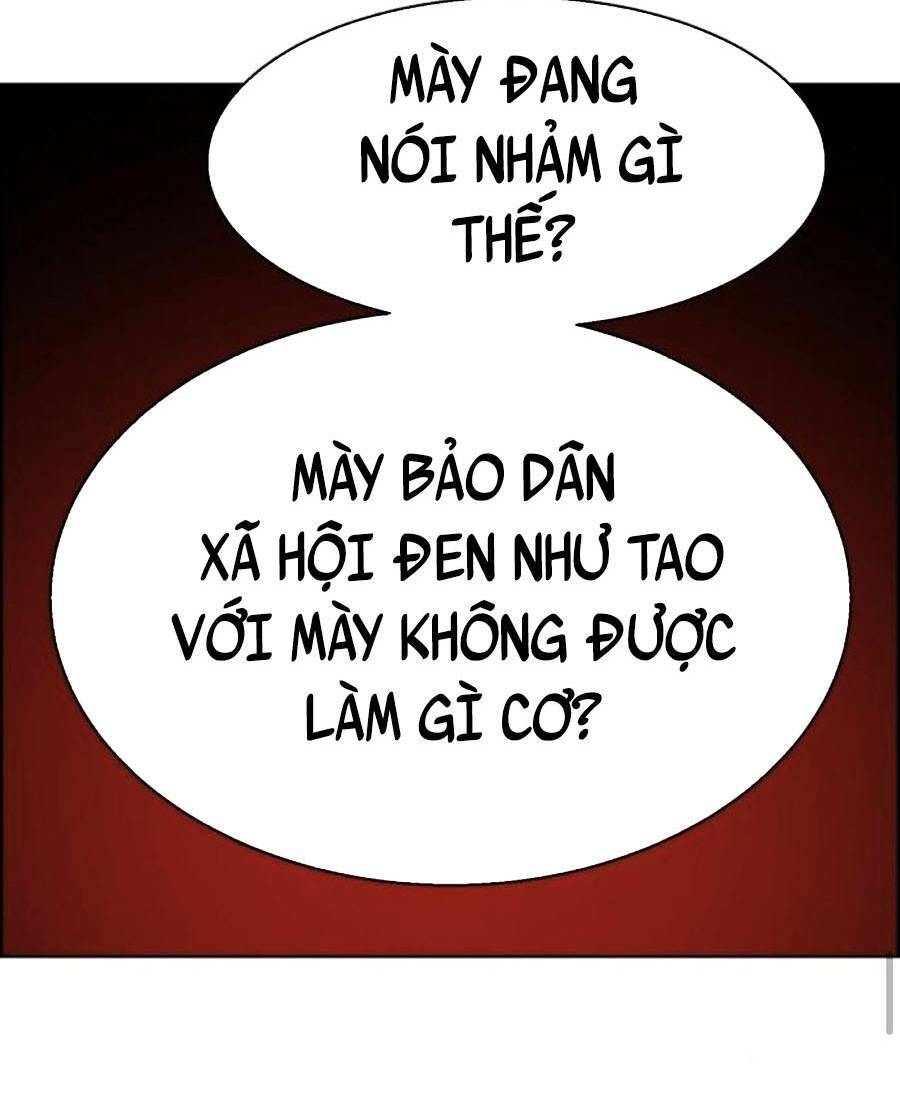 MÀY ĐANG
NÓI NHẢM GÌ
THẾ?
MÀY BẢO DÂN
XÃ HỘI ĐEN NHƯ TAO
VỚI MÀY KHÔNG ĐƯỢC
LÀM GÌ CƠ?